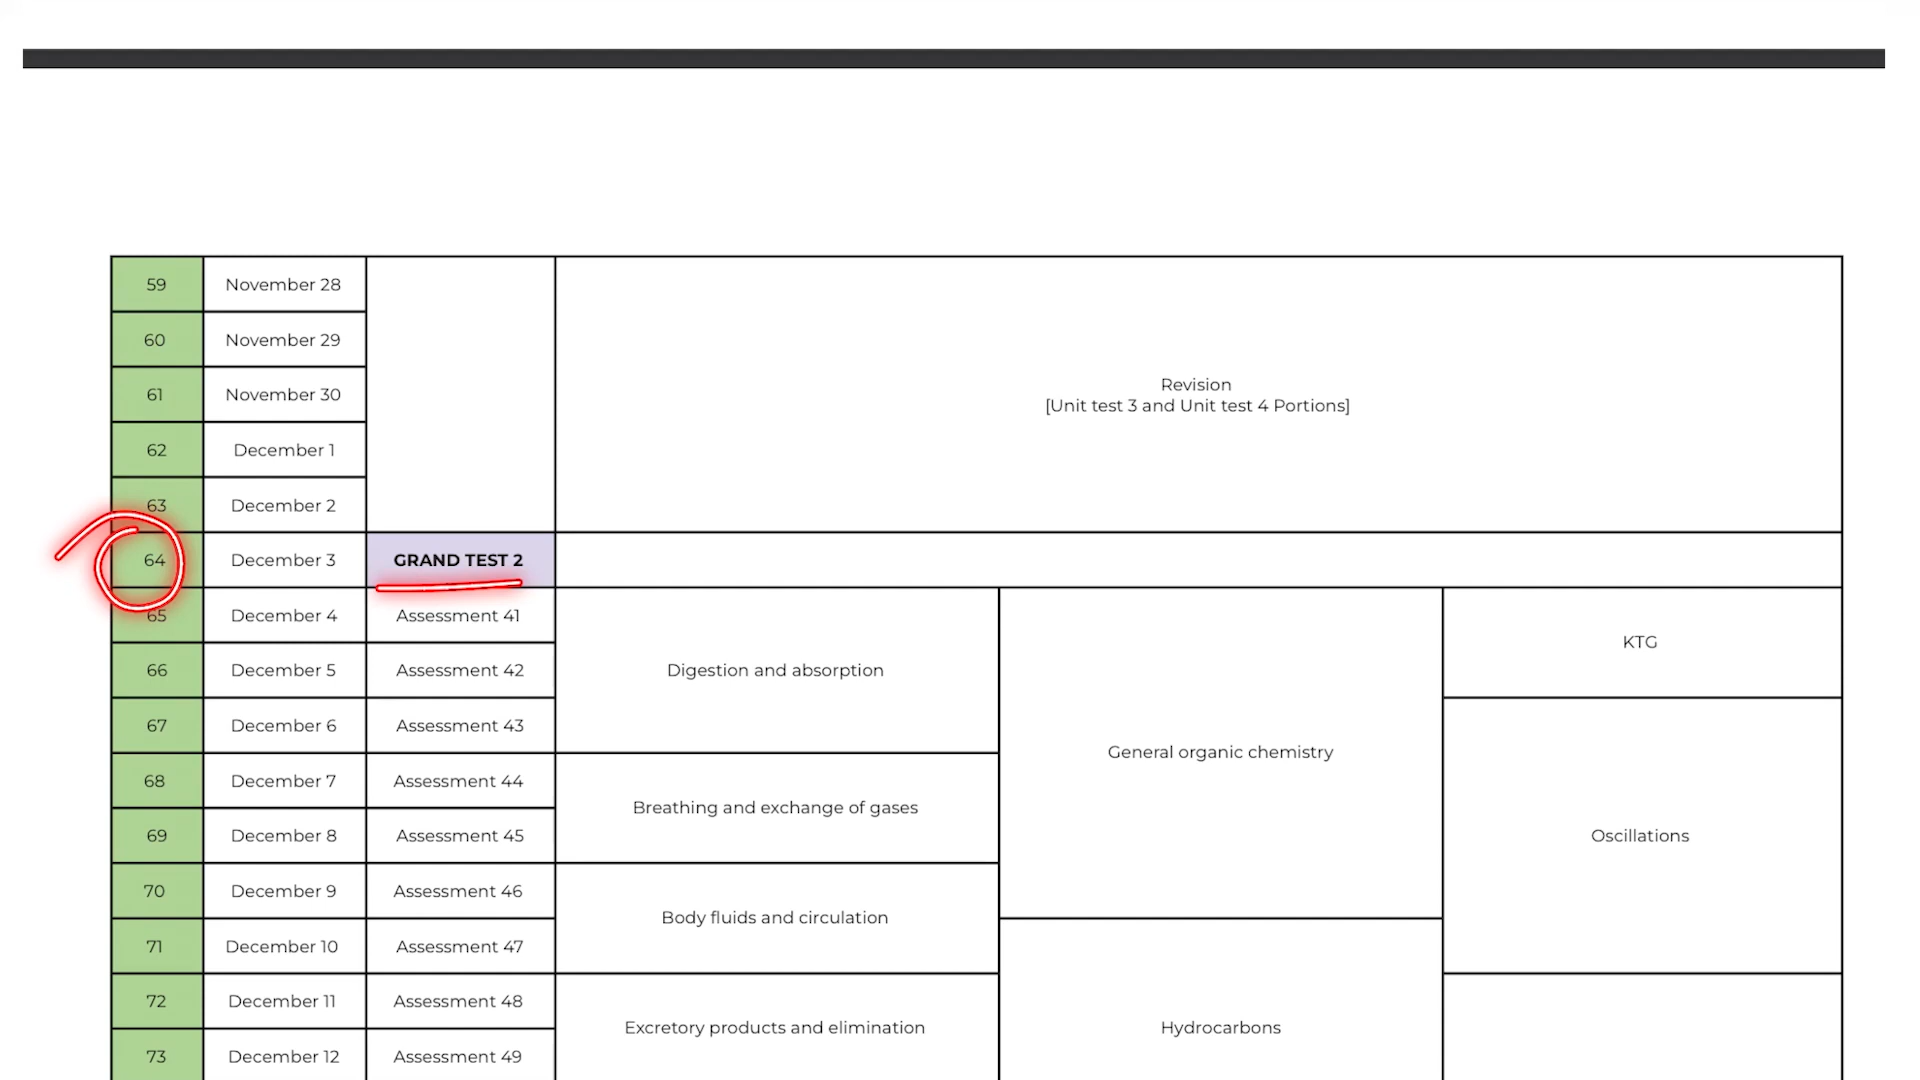 59 November 28
60 November 29
61 November 30
62 December 1
63 December 2
Revision
[Unit test 3 and Unit test 4 Portions]
64 December 3 GRAND TEST 2
65 December 4 Assessment 41
66 December 5 Assessment 42
67 December 6 Assessment 43
Digestion and absorption
KTG
68 December 7 Assessment 44
69 December 8 Assessment 45
Breathing and exchange of gases
General organic chemistry
Oscillations
70 December 9 Assessment 46
71 December 10 Assessment 47
Body fluids and circulation
72 December 11 Assessment 48
73 December 12 Assessment 49
Excretory products and elimination
Hydrocarbons